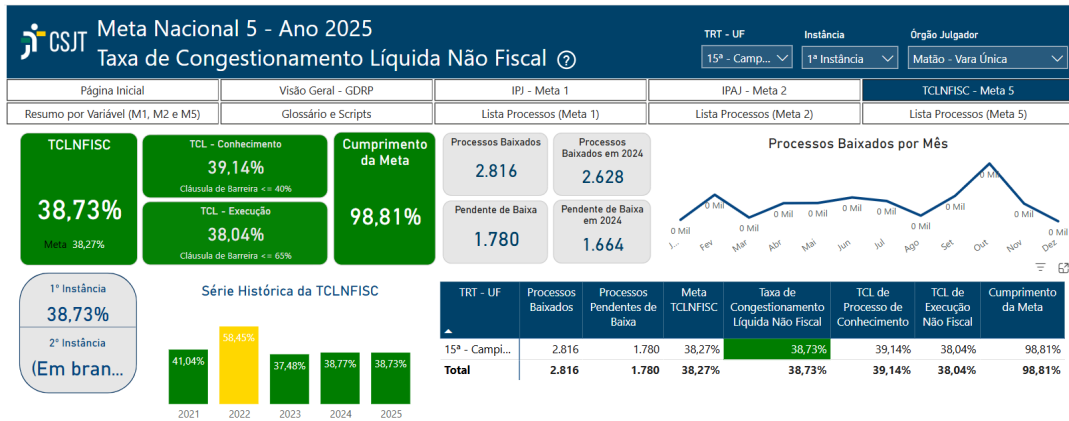 CSJT
Meta Nacional 5 - Ano 2025
Taxa de Congestionamento Líquida Não Fiscal ?
TRT - UF
15ª - Camp...
Instância
1ª Instância
Órgão Julgador
Matão - Vara Única
Página Inicial
Visão Geral - GDRP
IPJ - Meta 1
IPAJ - Meta 2
TCLNFISC - Meta 5
Resumo por Variável (M1, M2 e M5)
Glossário e Scripts
Lista Processos (Meta 1)
Lista Processos (Meta 2)
Lista Processos (Meta 5)
TCLNFISC
38,73%
Meta 38,27%
TCL - Conhecimento
39,14%
Cláusula de Barreira <= 40%
TCL - Execução
38,04%
Cláusula de Barreira <= 65%
Cumprimento
da Meta
98,81%
Processos Baixados
2.816
Processos
Baixados em 2024
2.628
Pendente de Baixa
1.780
Pendente de Baixa
em 2024
1.664
Processos Baixados por Mês
0 Mil
0 Mil
0 Mil
0 Mil
0 Mil
0 Mil
0 Mil
0 Mil
0 Mil
0 Mil
0 Mil
0 Mil
J...
Fev
Mar
Abr
Mai
Jun
Jul
Ago
Set
Out
Nov
Dez
1° Instância
38,73%
2° Instância
(Em bran...
Série Histórica da TCLNFISC
41,04%
58,45%
37,48%
38,77%
38,73%
2021
2022
2023
2024
2025
TRT - UF
Processos
Baixados
Processos
Pendentes de
Baixa
Meta
TCLNFISC
Taxa de
Congestionamento
Líquida Não Fiscal
TCL de
Processo de
Conhecimento
TCL de
Execução
Não Fiscal
Cumprimento
da Meta
15ª - Campi... 2.816 1.780 38,27% 38,73% 39,14% 38,04% 98,81%
Total 2.816 1.780 38,27% 38,73% 39,14% 38,04% 98,81%